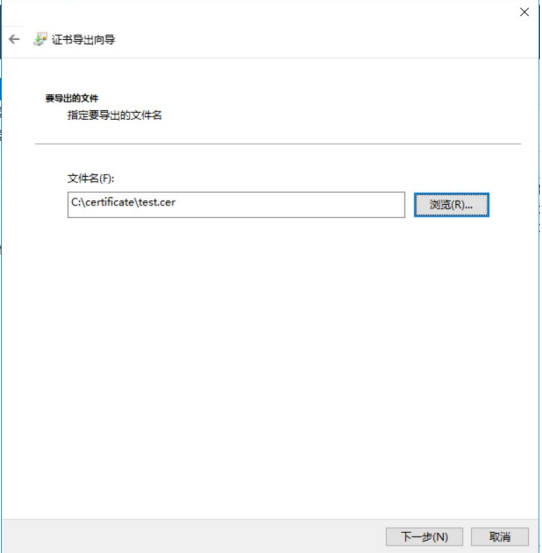 证书导出向导
要导出的文件
指定要导出的文件名
文件名(F):
C:\certificate\test.cer
浏览(R)...
下一步(N)
取消